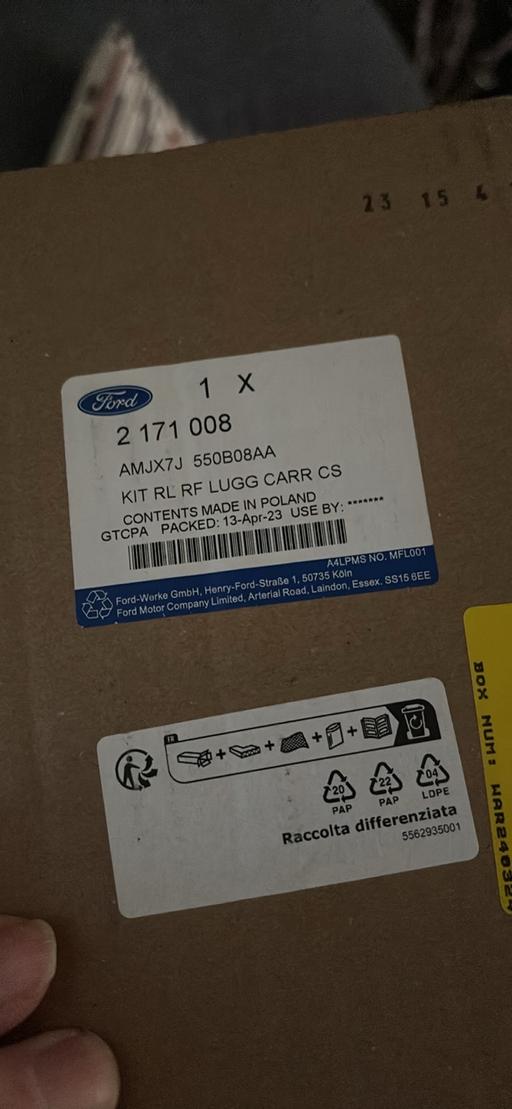 23 15 4
Ford
1 X
2 171 008
AMJX7J 550B08AA
KIT RL RF LUGG CARR CS
CONTENTS MADE IN POLAND
GTCPA PACKED: 13-Apr-23 USE BY: *******
A4LPMS NO. MFL001
Ford-Werke GmbH, Henry-Ford-Straße 1, 50735 Köln
Ford Motor Company Limited, Arterial Road, Laindon, Essex. SS15 6EE
FR
+ + + +
20 22 04
PAP PAP LDPE
Raccolta differenziata
5562935001
BOX NUM: WAR240324